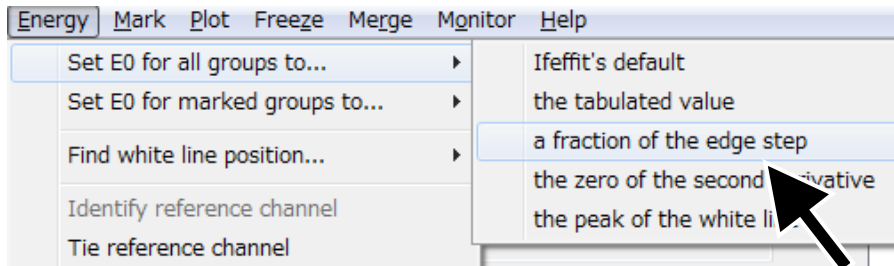 Energy Mark Plot Freeze Merge Monitor Help
Set E0 for all groups to...
Set E0 for marked groups to...
Find white line position...
Identify reference channel
Tie reference channel
Ifeffit's default
the tabulated value
a fraction of the edge step
the zero of the second
the peak of the white